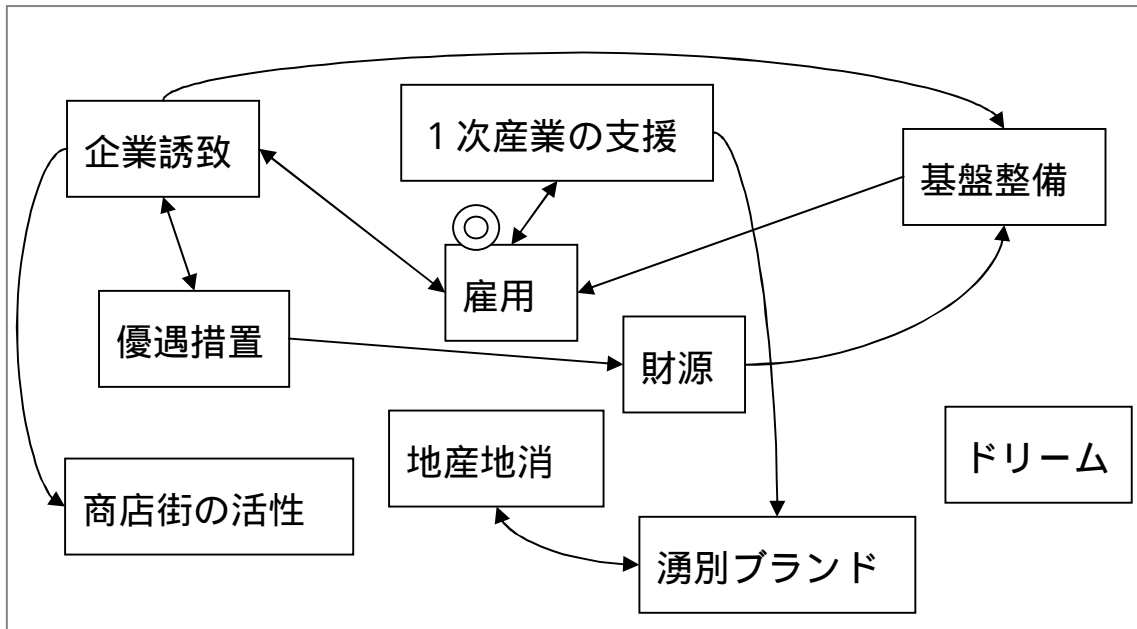 企業誘致
１次産業の支援
基盤整備
◎
雇用
優遇措置
財源
地産地消
ドリーム
商店街の活性
湧別ブランド